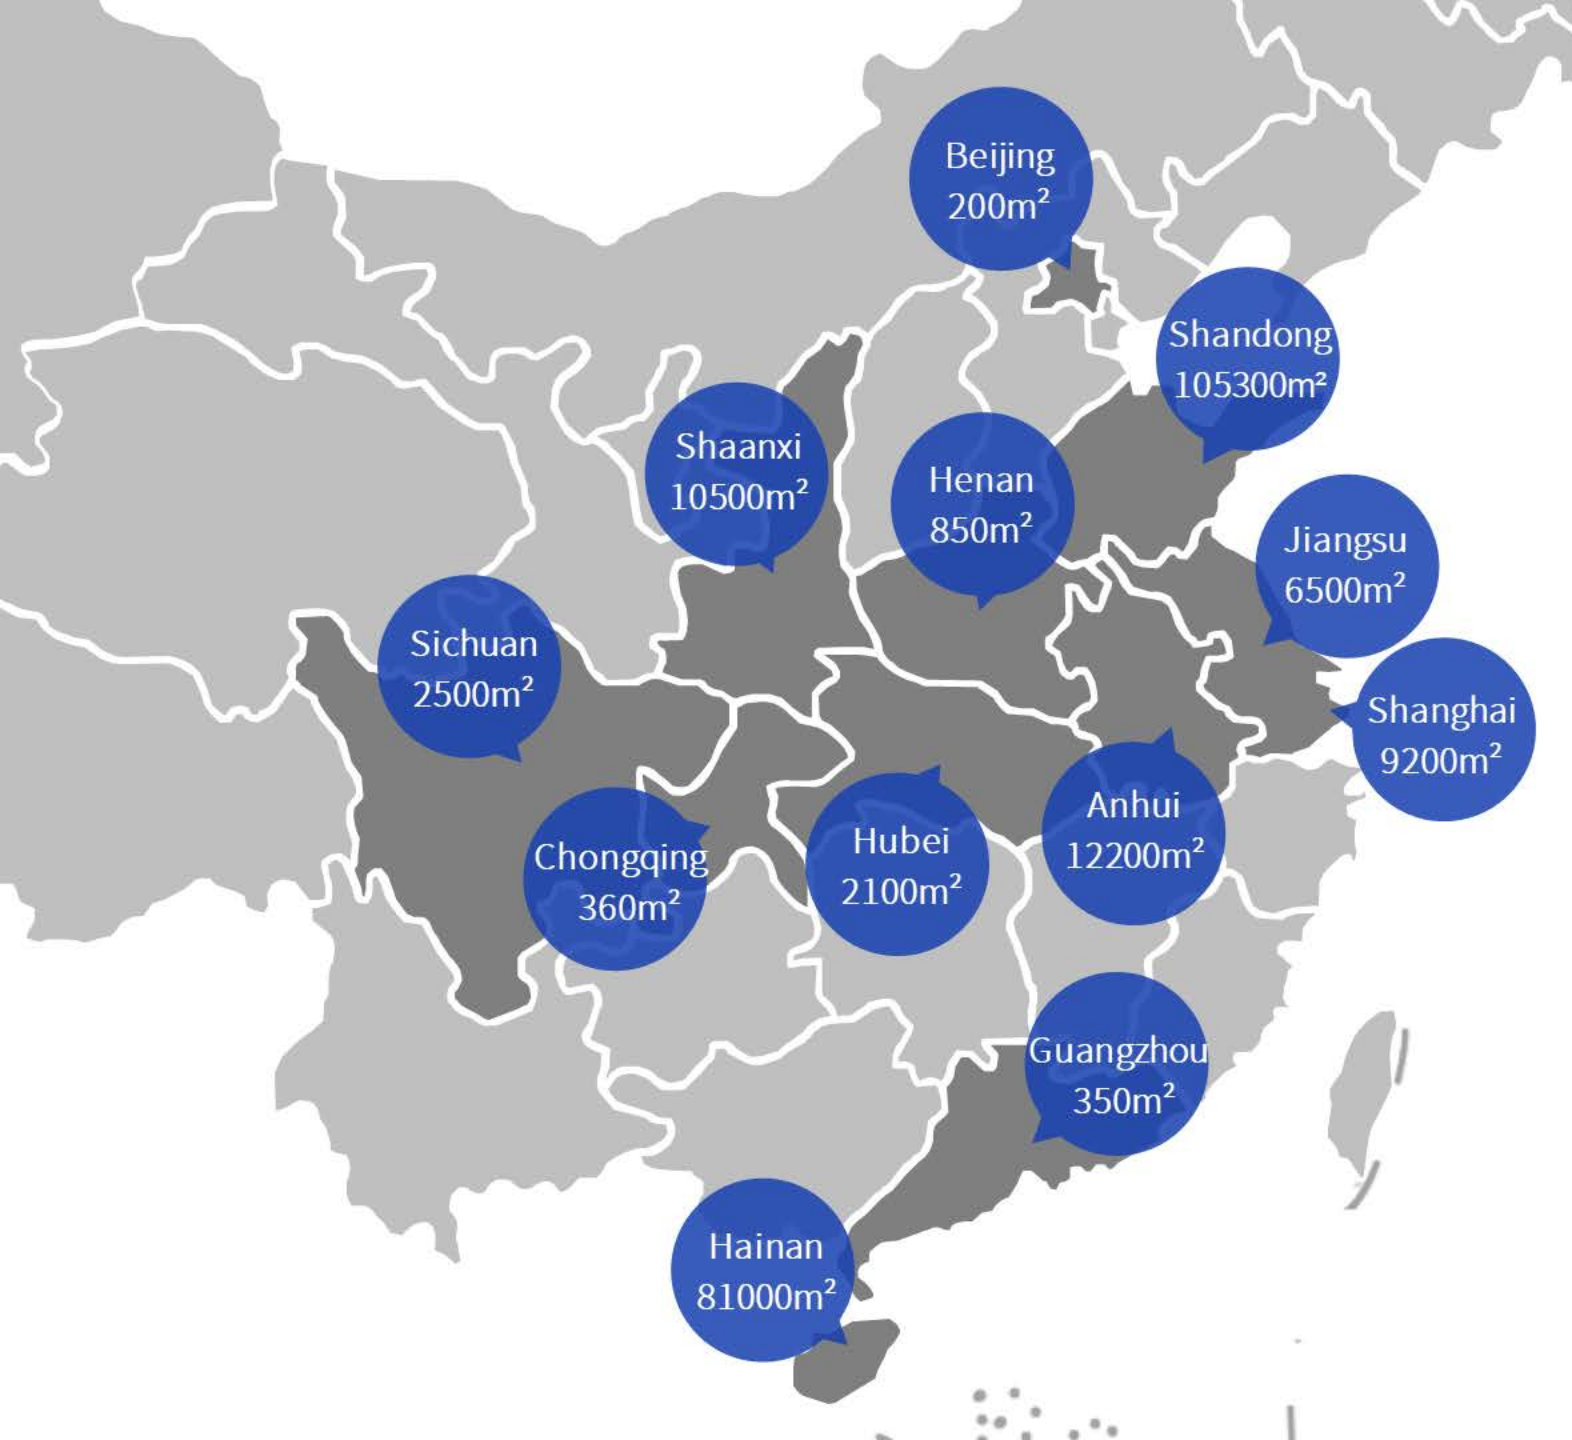 Beijing
200m²
Shandong
105300m²
Shaanxi
10500m²
Henan
850m²
Jiangsu
6500m²
Sichuan
2500m²
Shanghai
9200m²
Anhui
12200m²
Chongqing
360m²
Hubei
2100m²
Guangzhou
350m²
Hainan
81000m²